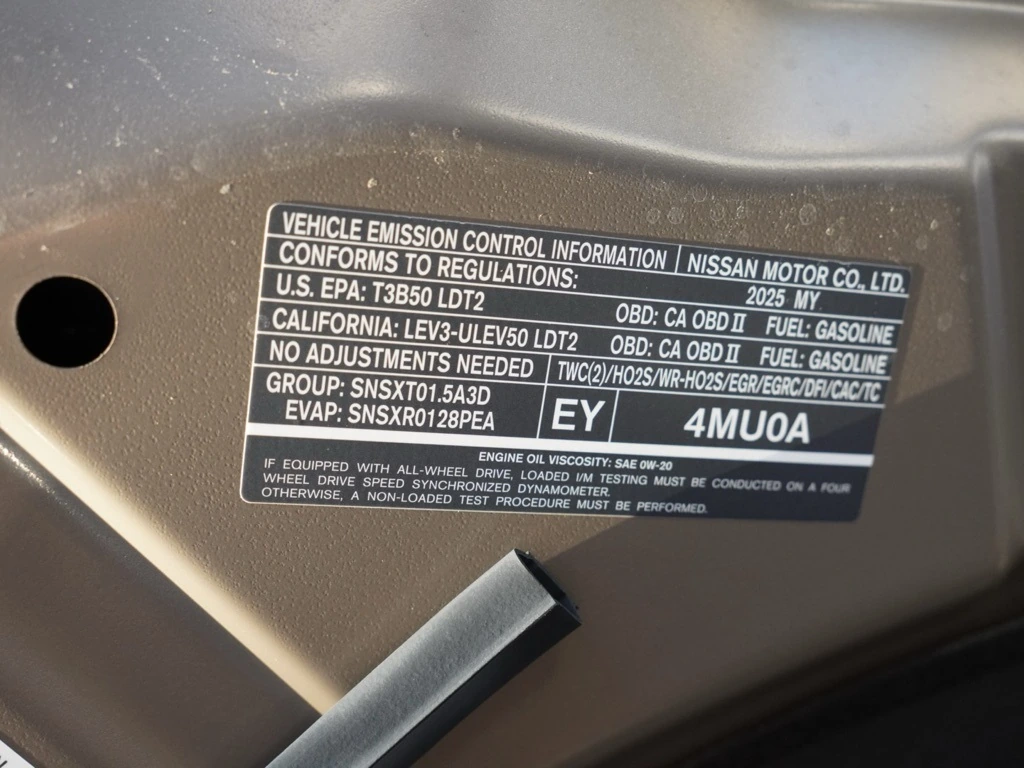 VEHICLE EMISSION CONTROL INFORMATION NISSAN MOTOR CO., LTD.
CONFORMS TO REGULATIONS: 2025 MY
U.S. EPA: T3B50 LDT2 OBD: CA OBD II FUEL: GASOLINE
CALIFORNIA: LEV3-ULEV50 LDT2 OBD: CA OBD II FUEL: GASOLINE
NO ADJUSTMENTS NEEDED TWC(2)/HO2S/WR-HO2S/EGR/EGRC/DFI/CAC/TC
GROUP: SNSXT01.5A3D
EVAP: SNSXR0128PEA
EY 4MU0A
ENGINE OIL VISCOSITY: SAE 0W-20
IF EQUIPPED WITH ALL-WHEEL DRIVE, LOADED I/M TESTING MUST BE CONDUCTED ON A FOUR
WHEEL DRIVE SPEED SYNCHRONIZED DYNAMOMETER.
OTHERWISE, A NON-LOADED TEST PROCEDURE MUST BE PERFORMED.